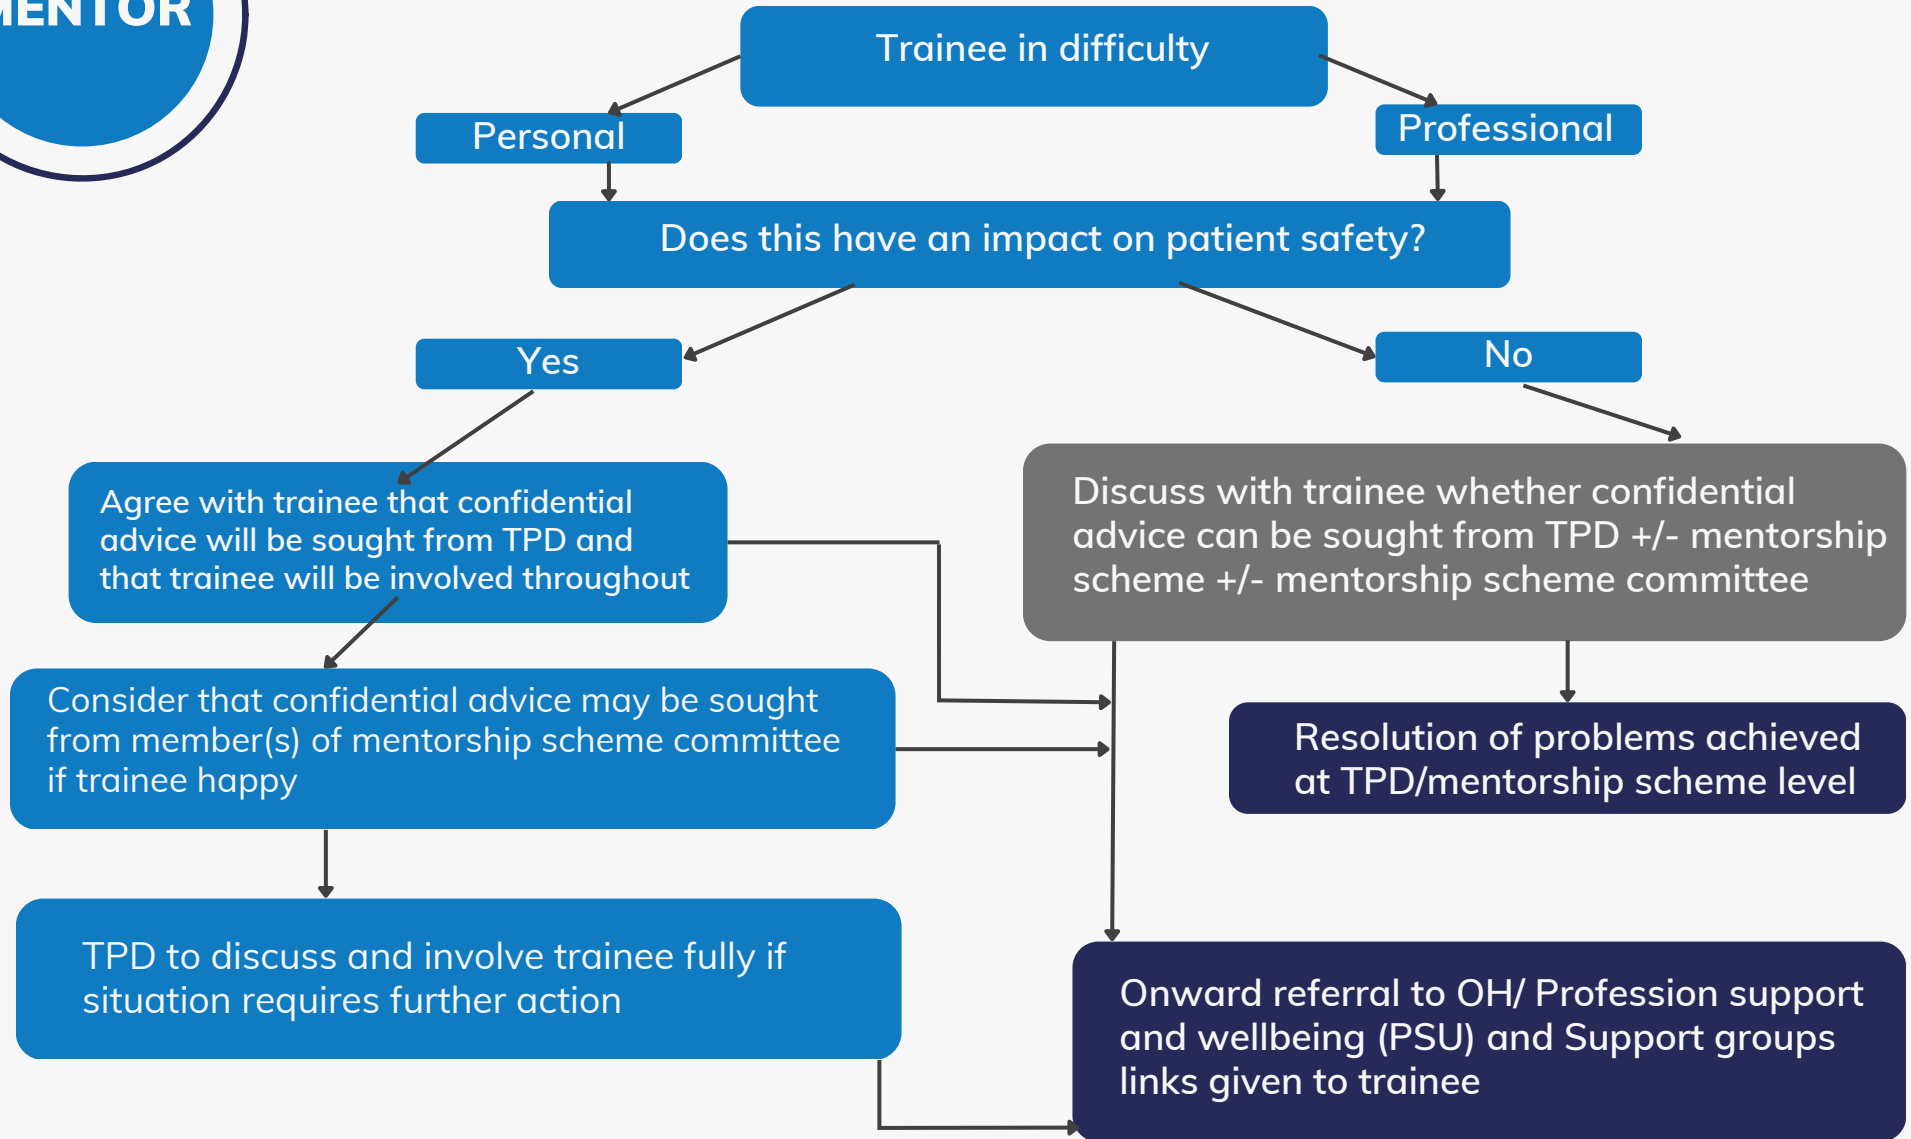 MENTOR
Trainee in difficulty
Personal
Professional
Does this have an impact on patient safety?
Yes
No
Agree with trainee that confidential
advice will be sought from TPD and
that trainee will be involved throughout
Discuss with trainee whether confidential
advice can be sought from TPD +/- mentorship
scheme +/- mentorship scheme committee
Consider that confidential advice may be sought
from member(s) of mentorship scheme committee
if trainee happy
Resolution of problems achieved
at TPD/mentorship scheme level
TPD to discuss and involve trainee fully if
situation requires further action
Onward referral to OH/ Profession support
and wellbeing (PSU) and Support groups
links given to trainee